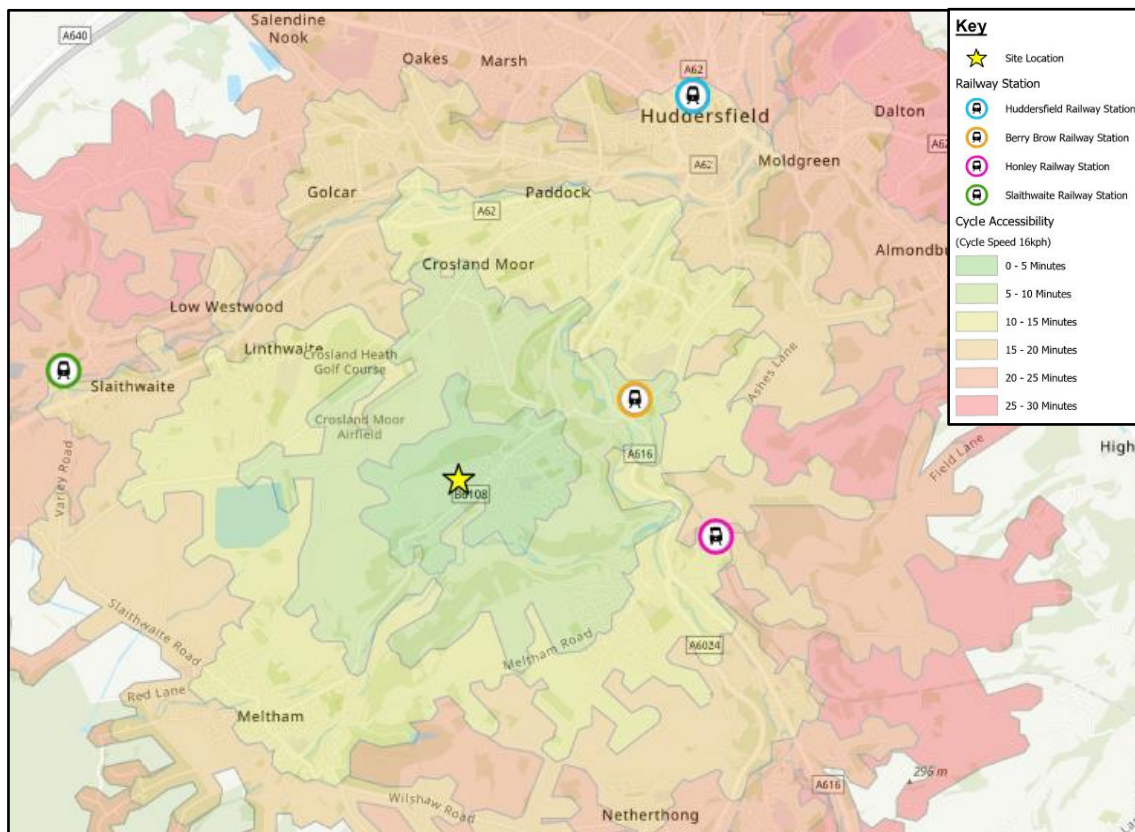 Salendine
Nook
A640
Oakes
Marsh
A62
Huddersfield
Dalton
A62
Moldgreen
A62
Golcar
Paddock
A62
Almondbu
Crosland Moor
Low Westwood
Linthwaite
Crosland Heath
Golf Course
Slaithwaite
Ashes Lane
Crosland Moor
Airfield
A616
Varley Road
Field Lane
High
B6108
Slaithwaite Road
Meltham Road
A6024
Red Lane
Meltham
296 m
A616
Wilshaw Road
Netherthong
La
Key
Site Location
Railway Station
Huddersfield Railway Station
Berry Brow Railway Station
Honley Railway Station
Slaithwaite Railway Station
Cycle Accessibility
(Cycle Speed 16kph)
0 - 5 Minutes
5 - 10 Minutes
10 - 15 Minutes
15 - 20 Minutes
20 - 25 Minutes
25 - 30 Minutes